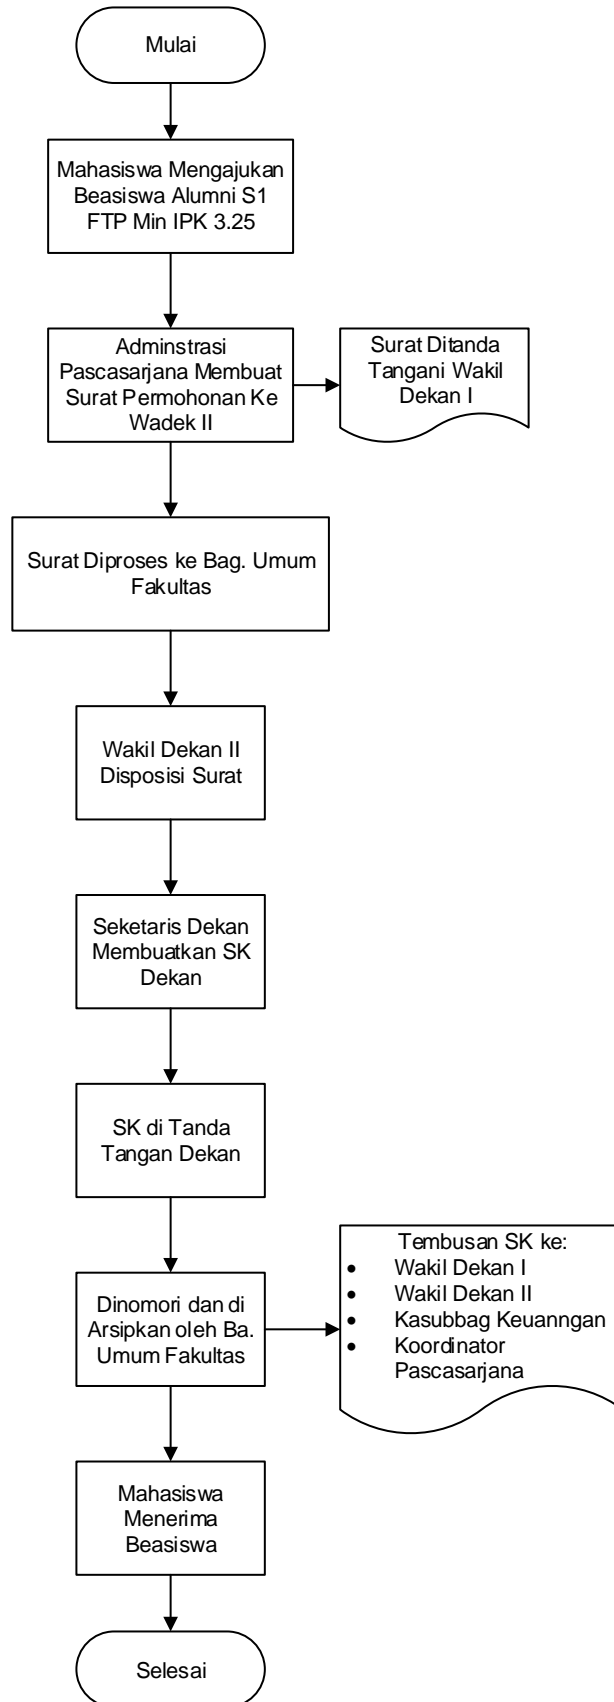 Mulai
Mahasiswa Mengajukan
Beasiswa Alumni S1
FTP Min IPK 3.25
Adminstrasi
Pascasarjana Membuat
Surat Permohonan Ke
Wadek II
Surat Ditanda
Tangani Wakil
Dekan I
Surat Diproses ke Bag. Umum
Fakultas
Wakil Dekan II
Disposisi Surat
Seketaris Dekan
Membuatkan SK
Dekan
SK di Tanda
Tangan Dekan
Dinomori dan di
Arsipkan oleh Ba.
Umum Fakultas
Tembusan SK ke:
• Wakil Dekan I
• Wakil Dekan II
• Kasubbag Keuanngan
• Koordinator
Pascasarjana
Mahasiswa
Menerima
Beasiswa
Selesai